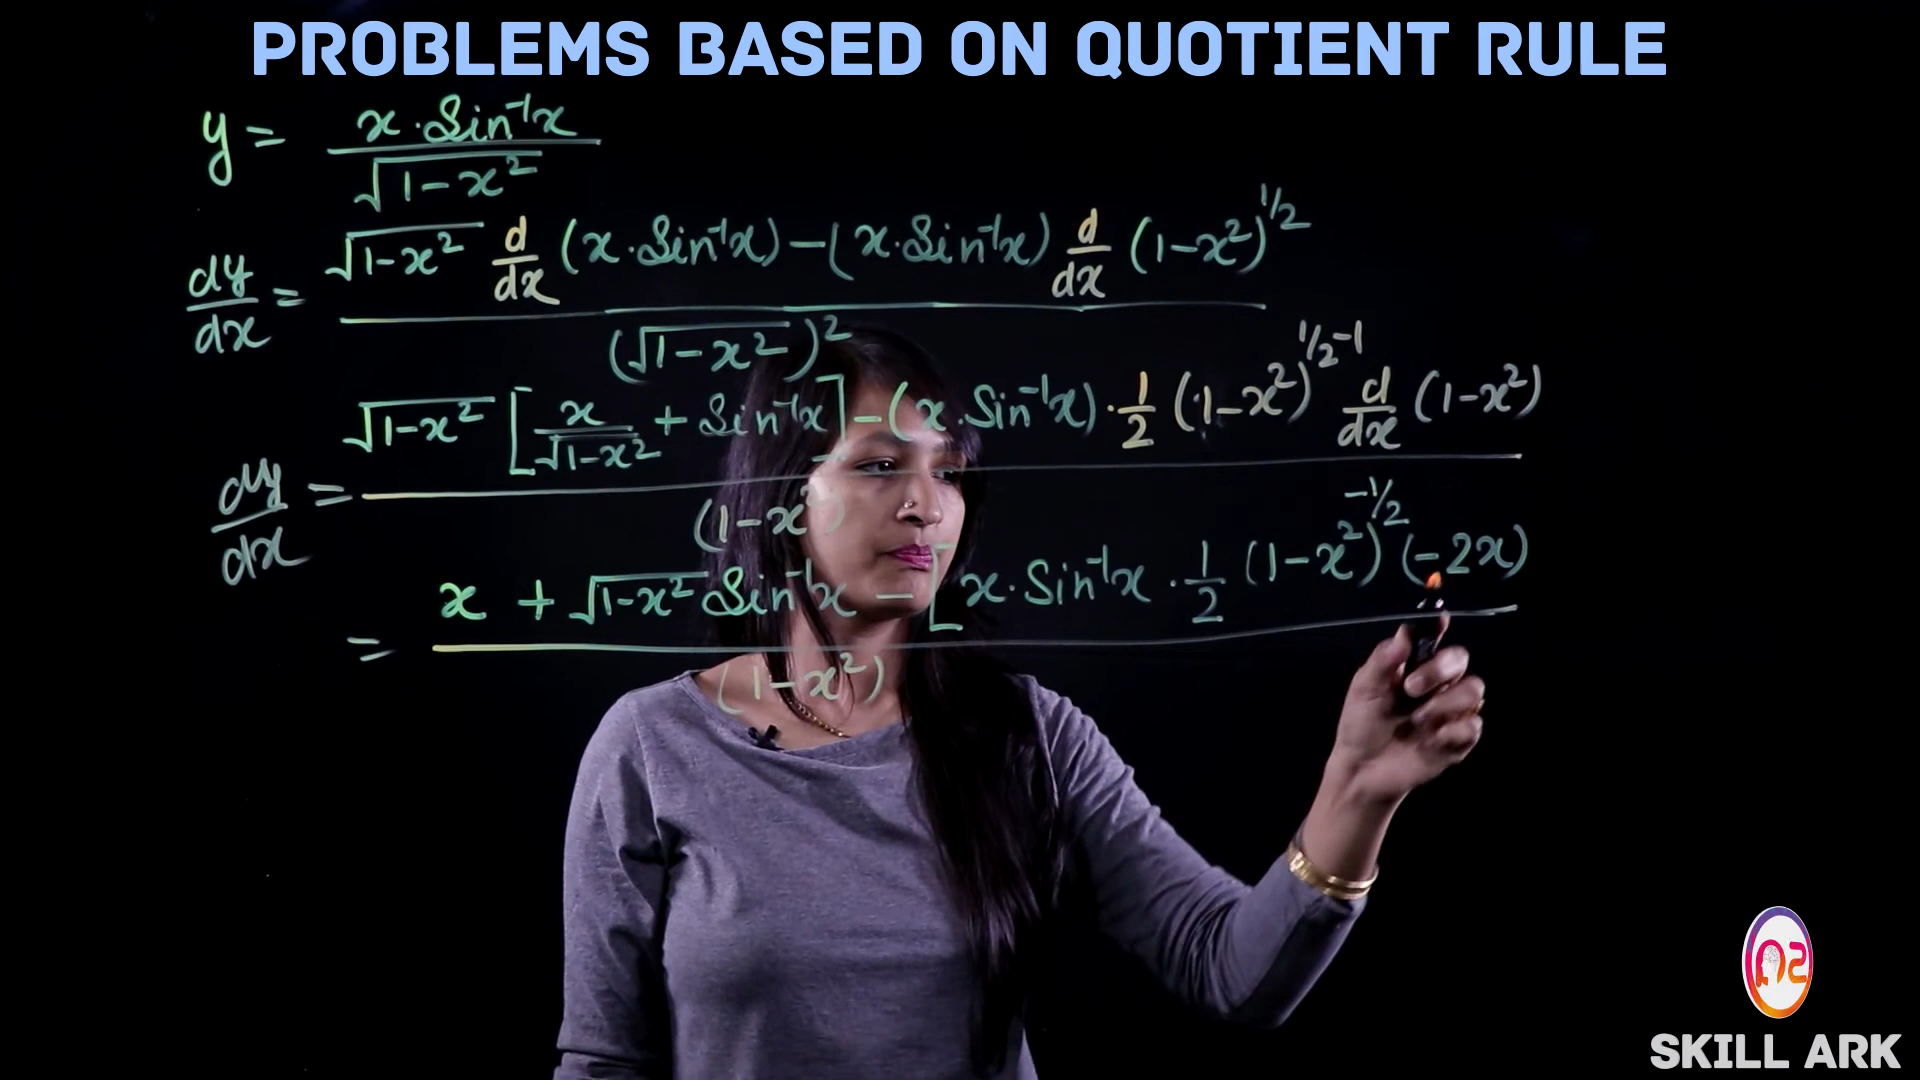 PROBLEMS BASED ON QUOTIENT RULE
y = x·Sin⁻¹x / √(1-x²)
dy/dx = √(1-x²) d/dx (x·Sin⁻¹x) - (x·Sin⁻¹x) d/dx (1-x²)^1/2 / (√(1-x²))²
dy/dx = √(1-x²) [x/√(1-x²) + Sin⁻¹x] - (x·Sin⁻¹x)·1/2 (1-x²)^1/2-1 d/dx (1-x²) / (1-x²)
= x + √(1-x²) Sin⁻¹x - [x·Sin⁻¹x · 1/2 (1-x²)^-1/2 (-2x) / (1-x²)
SKILL ARK